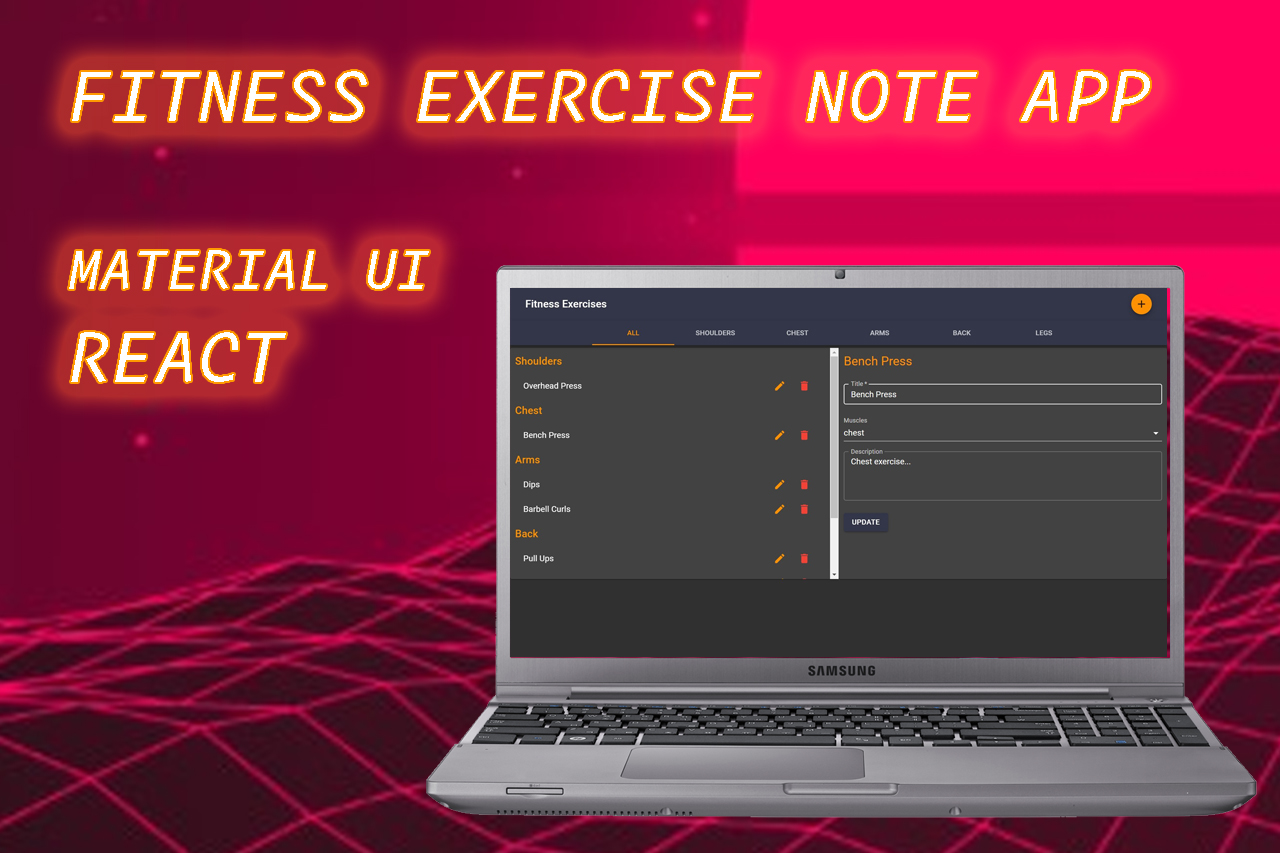 FITNESS EXERCISE NOTE APP
MATERIAL UI
REACT
Fitness Exercises
+
ALL SHOULDERS CHEST ARMS BACK LEGS
Shoulders
Overhead Press
Chest
Bench Press
Arms
Dips
Barbell Curls
Back
Pull Ups
Bench Press
Title *
Bench Press
Muscles
chest
Description
Chest exercise...
UPDATE
SAMSUNG